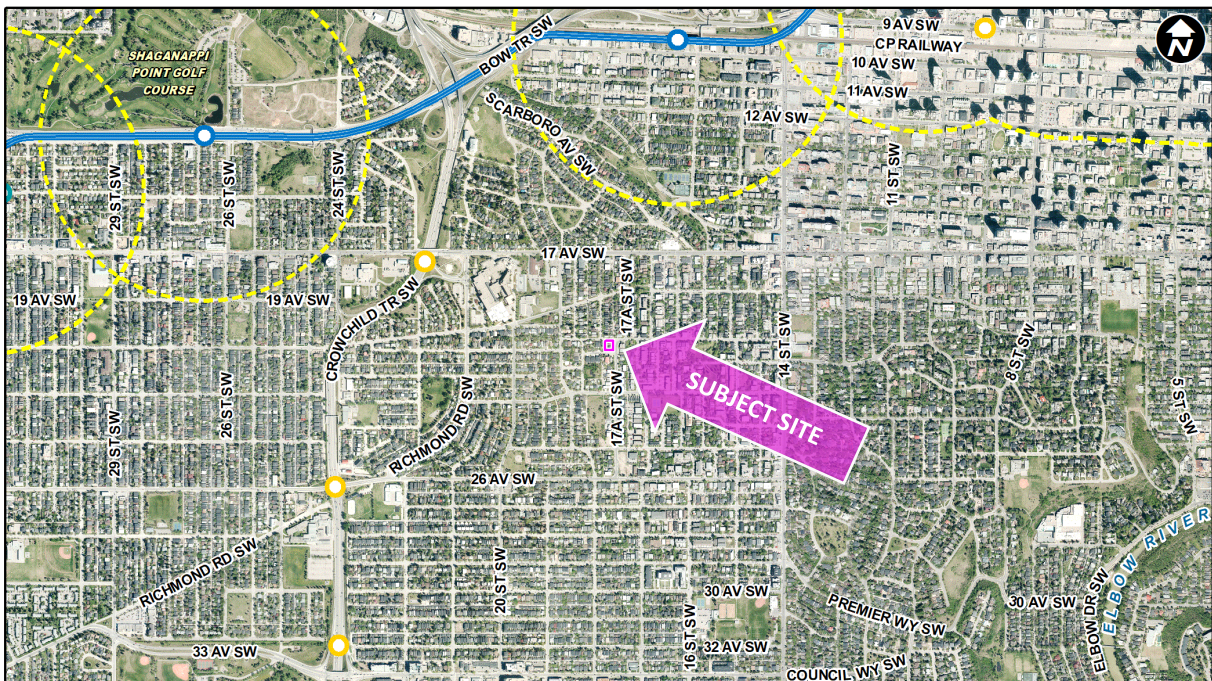 9 AV SW
CP RAILWAY
N
BOW TR SW
SHAGANAPPI
POINT GOLF
COURSE
10 AV SW
11 AV SW
SCARBORO AV SW
12 AV SW
29 ST SW
26 ST SW
24 ST SW
11 ST SW
17 AV SW
19 AV SW
19 AV SW
CROWCHILD TR SW
17A ST SW
14 ST SW
8 ST SW
5 ST SW
SUBJECT SITE
29 ST SW
26 ST SW
RICHMOND RD SW
17A ST SW
26 AV SW
ELBOW RIVER
RICHMOND RD SW
20 ST SW
30 AV SW
PREMIER WY SW
30 AV SW
ELBOW DR SW
33 AV SW
16 ST SW
32 AV SW
COUNCIL WY SW